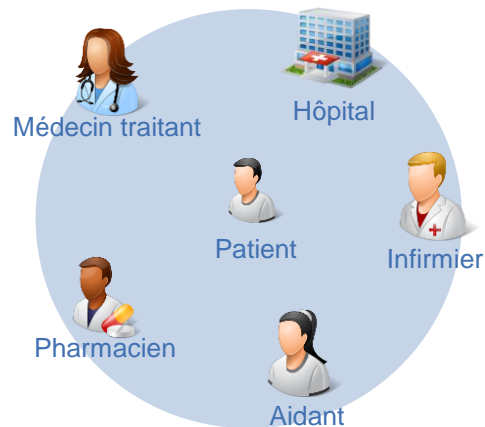 Hôpital
Médecin traitant
Patient
Infirmier
Pharmacien
Aidant